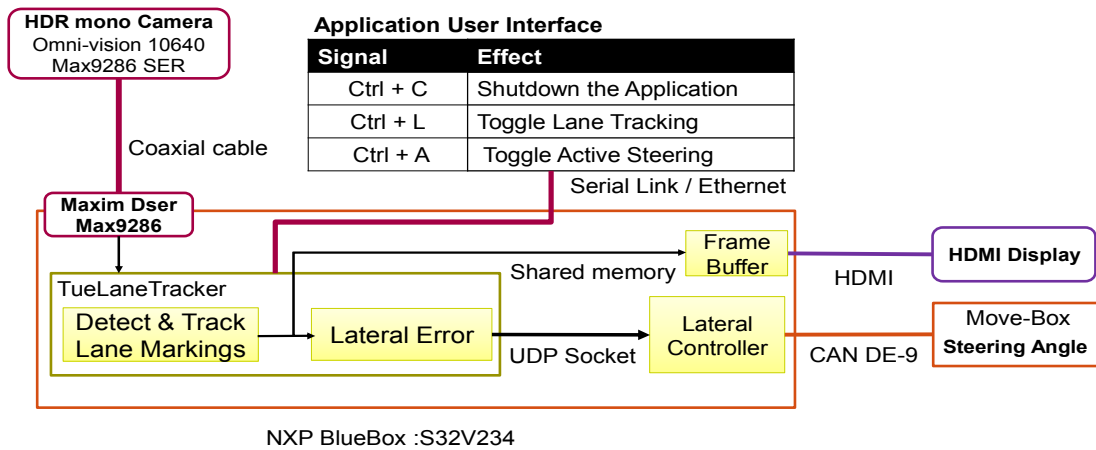 HDR mono Camera
Omni-vision 10640
Max9286 SER
Application User Interface
Signal Effect
Ctrl + C Shutdown the Application
Ctrl + L Toggle Lane Tracking
Ctrl + A Toggle Active Steering
Coaxial cable
Serial Link / Ethernet
Maxim Dser
Max9286
TueLaneTracker
Detect & Track
Lane Markings
Lateral Error
Shared memory
Frame
Buffer
HDMI
HDMI Display
UDP Socket
Lateral
Controller
CAN DE-9
Move-Box
Steering Angle
NXP BlueBox :S32V234